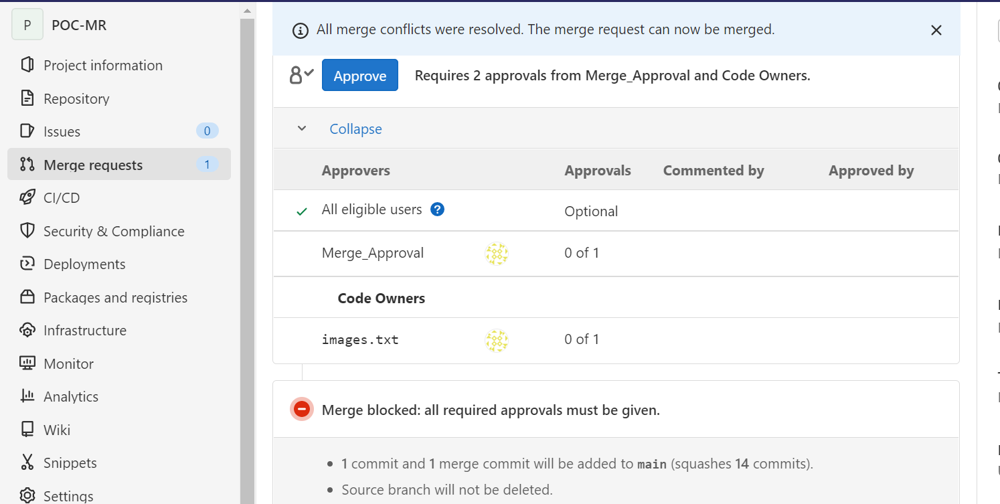 P POC-MR
Project information
Repository
Issues 0
Merge requests 1
CI/CD
Security & Compliance
Deployments
Packages and registries
Infrastructure
Monitor
Analytics
Wiki
Snippets
Settings
All merge conflicts were resolved. The merge request can now be merged.
Approve Requires 2 approvals from Merge_Approval and Code Owners.
Collapse
Approvers Approvals Commented by Approved by
All eligible users ? Optional
Merge_Approval 0 of 1
Code Owners
images.txt 0 of 1
Merge blocked: all required approvals must be given.
1 commit and 1 merge commit will be added to main (squashes 14 commits).
Source branch will not be deleted.